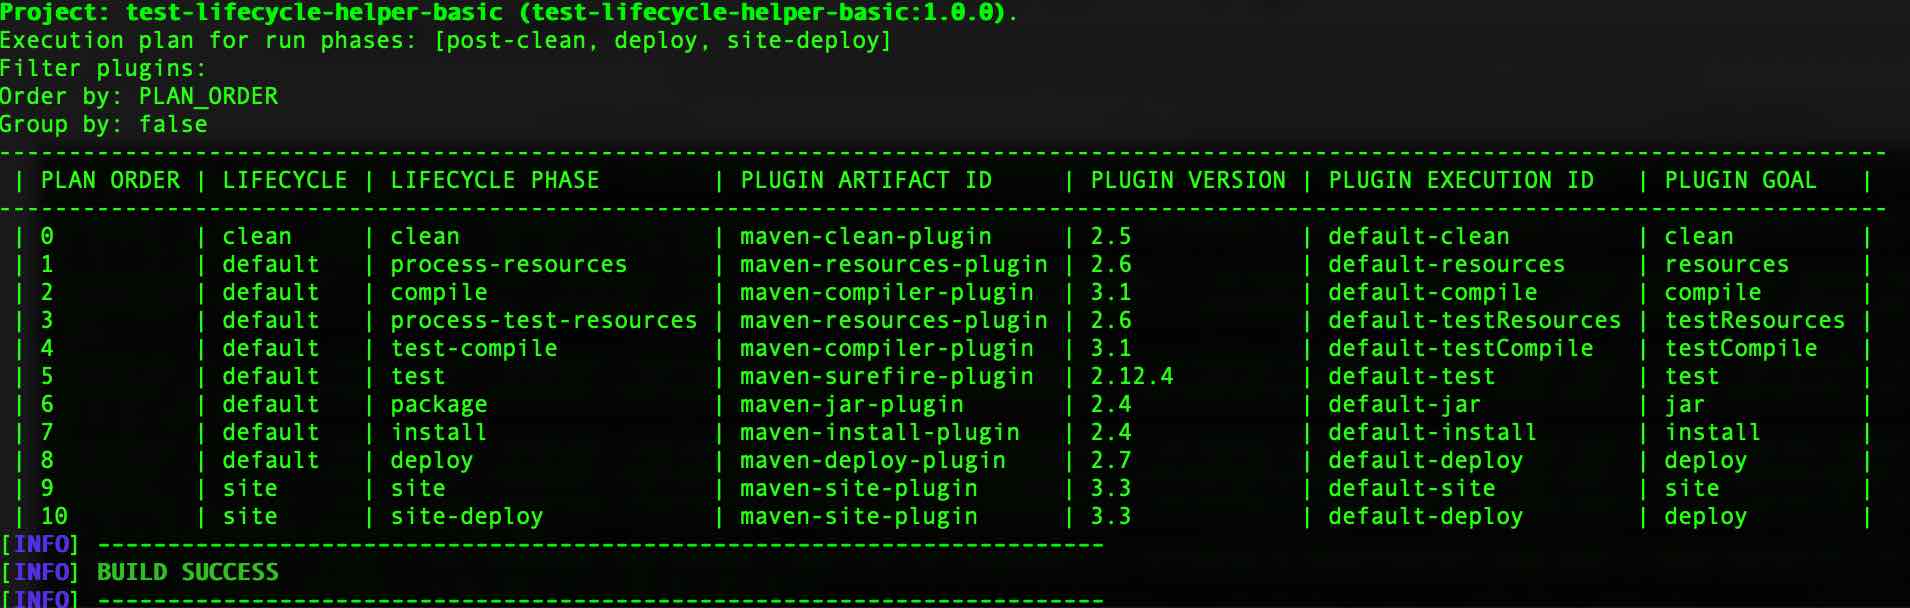 Project: test-lifecycle-helper-basic (test-lifecycle-helper-basic:1.0.0).
Execution plan for run phases: [post-clean, deploy, site-deploy]
Filter plugins:
Order by: PLAN_ORDER
Group by: false
---------------------------------------------------------------------------------------------------------------------------------------
| PLAN ORDER | LIFECYCLE | LIFECYCLE PHASE        | PLUGIN ARTIFACT ID     | PLUGIN VERSION | PLUGIN EXECUTION ID   | PLUGIN GOAL   |
---------------------------------------------------------------------------------------------------------------------------------------
| 0          | clean     | clean                  | maven-clean-plugin     | 2.5            | default-clean         | clean         |
| 1          | default   | process-resources      | maven-resources-plugin | 2.6            | default-resources     | resources     |
| 2          | default   | compile                | maven-compiler-plugin  | 3.1            | default-compile       | compile       |
| 3          | default   | process-test-resources | maven-resources-plugin | 2.6            | default-testResources | testResources |
| 4          | default   | test-compile           | maven-compiler-plugin  | 3.1            | default-testCompile   | testCompile   |
| 5          | default   | test                   | maven-surefire-plugin  | 2.12.4         | default-test          | test          |
| 6          | default   | package                | maven-jar-plugin       | 2.4            | default-jar           | jar           |
| 7          | default   | install                | maven-install-plugin   | 2.4            | default-install       | install       |
| 8          | default   | deploy                 | maven-deploy-plugin    | 2.7            | default-deploy        | deploy        |
| 9          | site      | site                   | maven-site-plugin      | 3.3            | default-site          | site          |
| 10         | site      | site-deploy            | maven-site-plugin      | 3.3            | default-deploy        | deploy        |
[INFO] ------------------------------------------------------------------------
[INFO] BUILD SUCCESS
[INFO] ------------------------------------------------------------------------